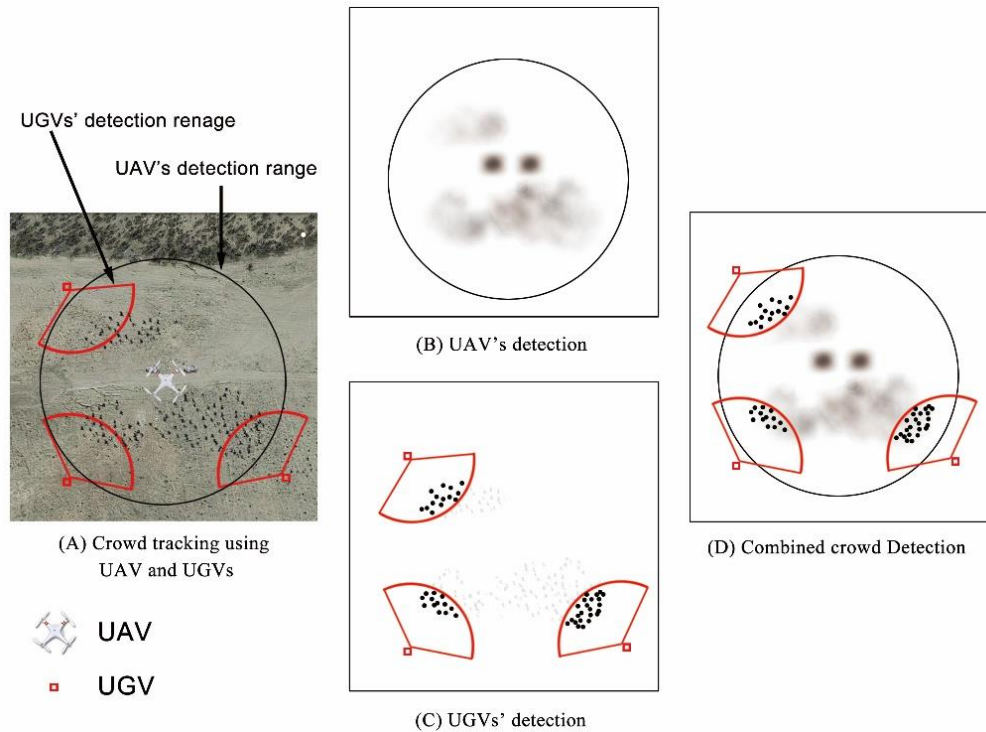 UGVs' detection renage
UAV's detection range
(A) Crowd tracking using
UAV and UGVs
UAV
UGV
(B) UAV's detection
(C) UGVs' detection
(D) Combined crowd Detection